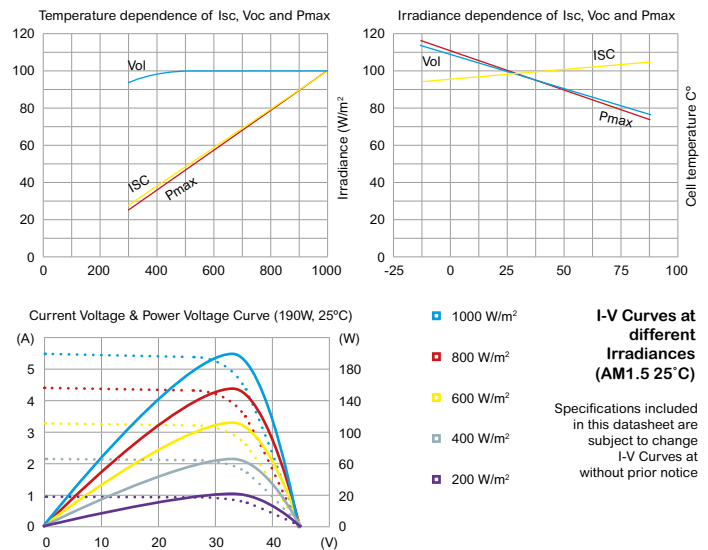 Temperature dependence of Isc, Voc and Pmax
120
100
80
60
40
20
0
0 200 400 600 800 1000
Vol
ISC
Pmax
Irradiance (W/m²
Irradiance dependence of Isc, Voc and Pmax
120
100
80
60
40
20
0
-25 0 25 50 75 100
Vol
ISC
Pmax
Cell temperature C°
Current Voltage & Power Voltage Curve (190W, 25ºC)
(A) (W)
5 180
4 140
3 100
2 60
1 20
0 0
0 10 20 30 40 (V)
1000 W/m²
800 W/m²
600 W/m²
400 W/m²
200 W/m²
I-V Curves at
different
Irradiances
(AM1.5 25˚C)
Specifications included
in this datasheet are
subject to change
I-V Curves at
without prior notice